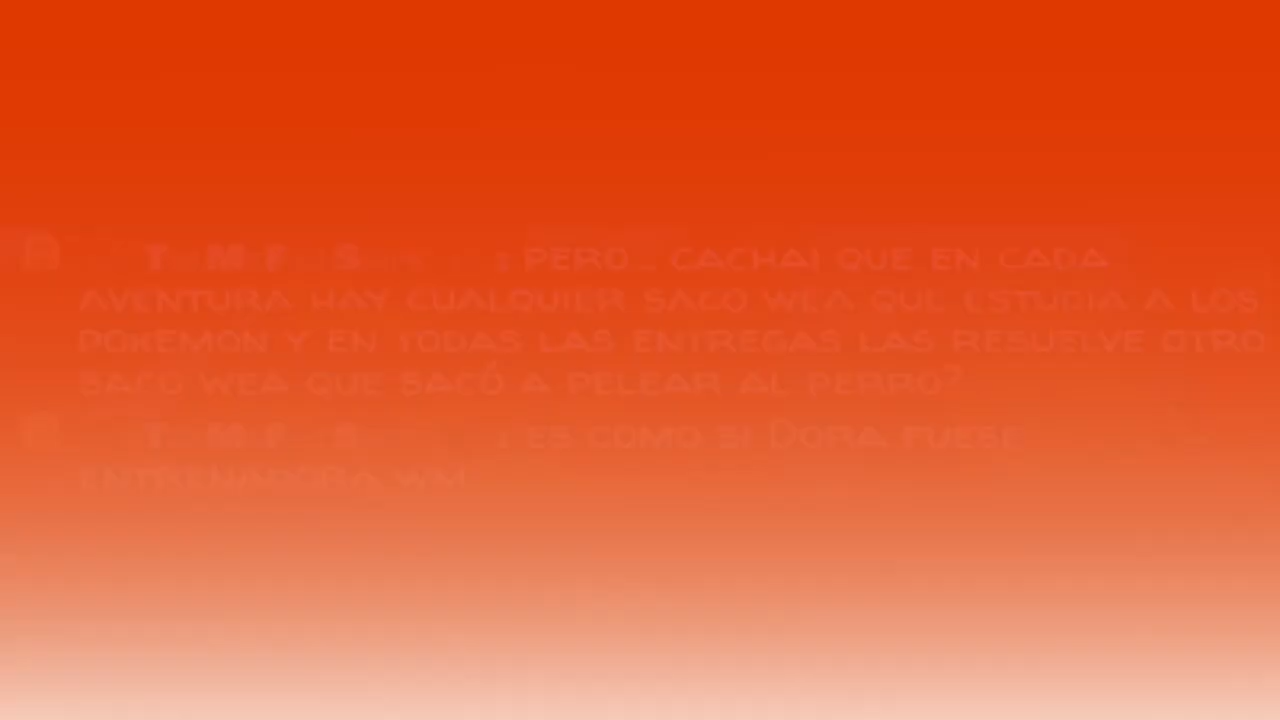 : PERO... CACHAI QUE EN CADA
AVENTURA HAY CUALQUIER SACO WEA QUE ESTUDIA A LOS
POKEMON Y EN TODAS LAS ENTREGAS LAS RESUELVE OTRO
SACO WEA QUE SACÓ A PELEAR AL PERRO?
: ES COMO SI DORA FUESE
ENTRENADORA WM